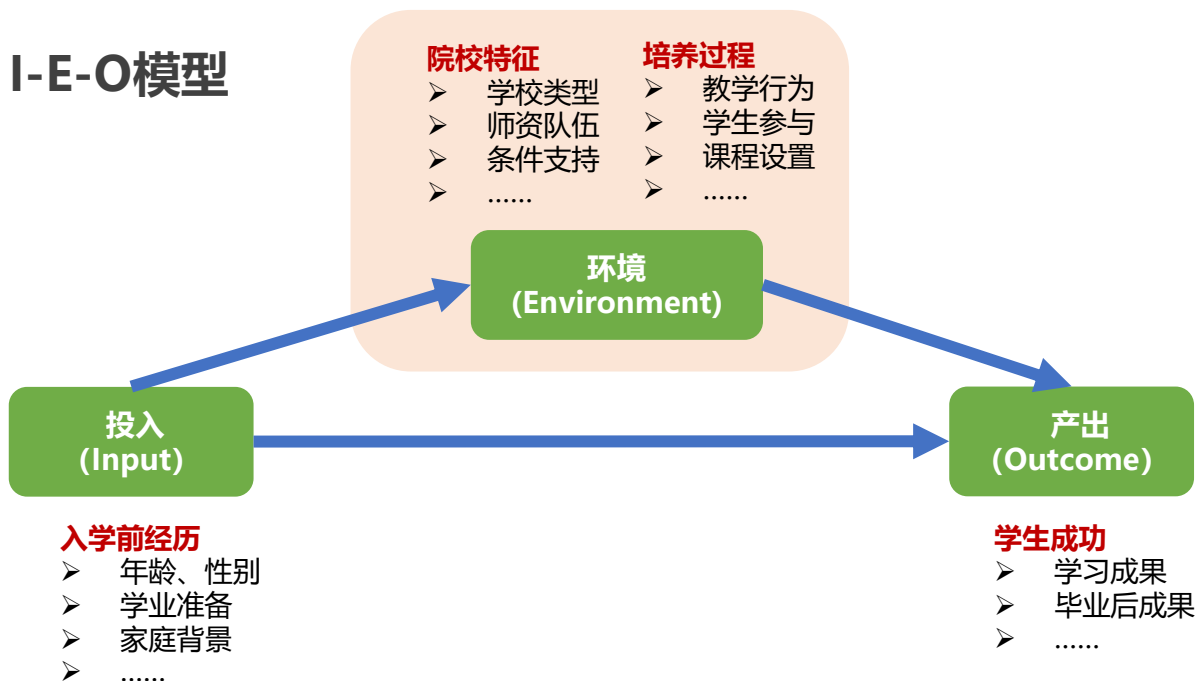 I-E-O模型
院校特征
➢ 学校类型
➢ 师资队伍
➢ 条件支持
➢ ……
培养过程
➢ 教学行为
➢ 学生参与
➢ 课程设置
➢ ……
环境
(Environment)
投入
(Input)
产出
(Outcome)
入学前经历
➢ 年龄、性别
➢ 学业准备
➢ 家庭背景
➢ ……
学生成功
➢ 学习成果
➢ 毕业后成果
➢ ……